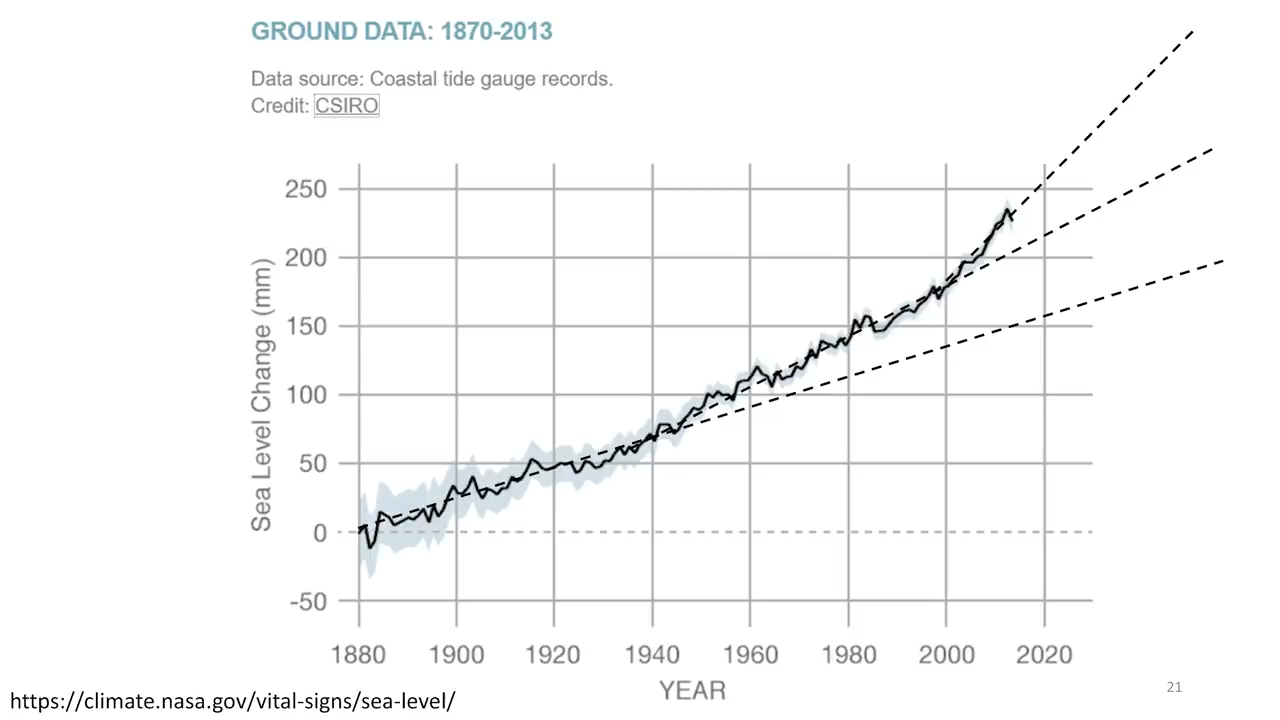 GROUND DATA: 1870-2013
Data source: Coastal tide gauge records.
Credit: CSIRO
250
200
150
100
50
0
-50
Sea Level Change (mm)
1880 1900 1920 1940 1960 1980 2000 2020
YEAR
21
https://climate.nasa.gov/vital-signs/sea-level/